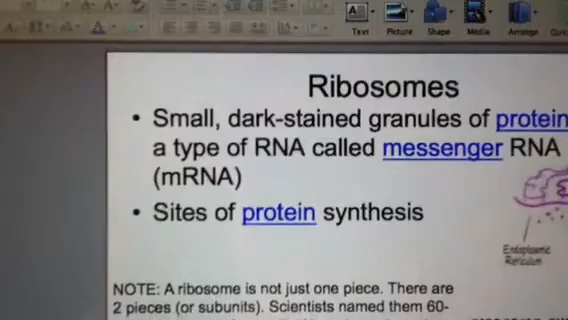 Text Picture Shape Media Arrange
Ribosomes
• Small, dark-stained granules of protein
a type of RNA called messenger RNA
(mRNA)
• Sites of protein synthesis
Endoplasmic
Reticulum
NOTE: A ribosome is not just one piece. There are
2 pieces (or subunits). Scientists named them 60-